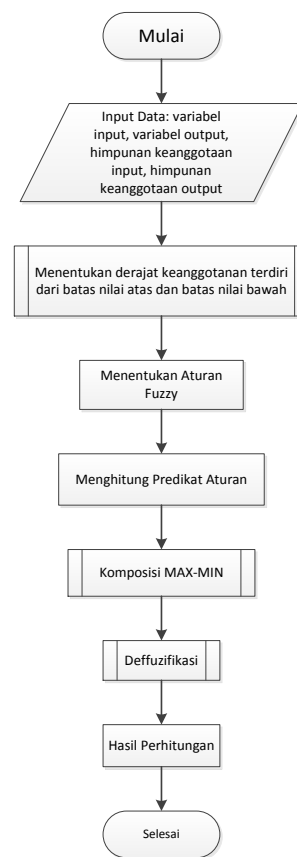 Mulai
Input Data: variabel
input, variabel output,
himpunan keanggotaan
input, himpunan
keanggotaan output
Menentukan derajat keanggotanan terdiri
dari batas nilai atas dan batas nilai bawah
Menentukan Aturan
Fuzzy
Menghitung Predikat Aturan
Komposisi MAX-MIN
Deffuzifikasi
Hasil Perhitungan
Selesai